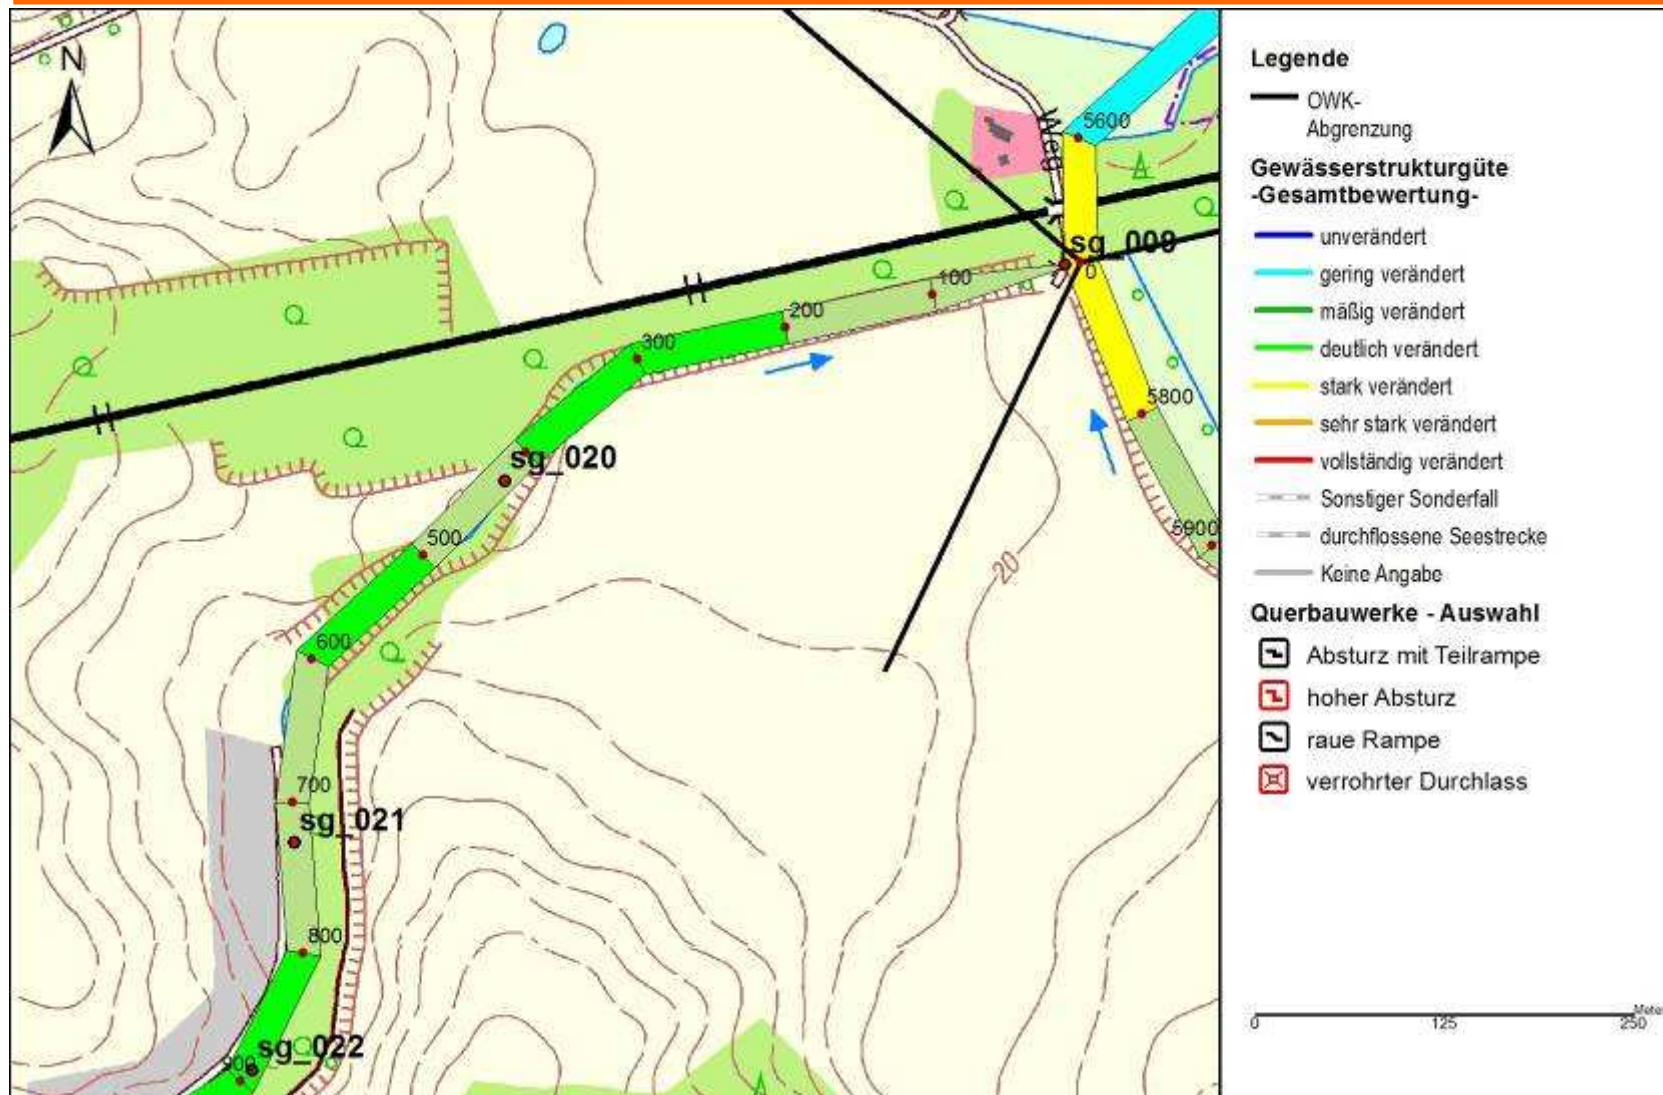 N
Weg
5600
sg_009
0
100
200
300
5800
sg_020
500
5900
20
600
700
sg_021
800
sg_022
900
Legende
OWK-
Abgrenzung
Gewässerstrukturgüte
-Gesamtbewertung-
unverändert
gering verändert
mäßig verändert
deutlich verändert
stark verändert
sehr stark verändert
vollständig verändert
Sonstiger Sonderfall
durchflossene Seestrecke
Keine Angabe
Querbauwerke - Auswahl
Absturz mit Teilrampe
hoher Absturz
raue Rampe
verrohrter Durchlass
Mete
0 125 250